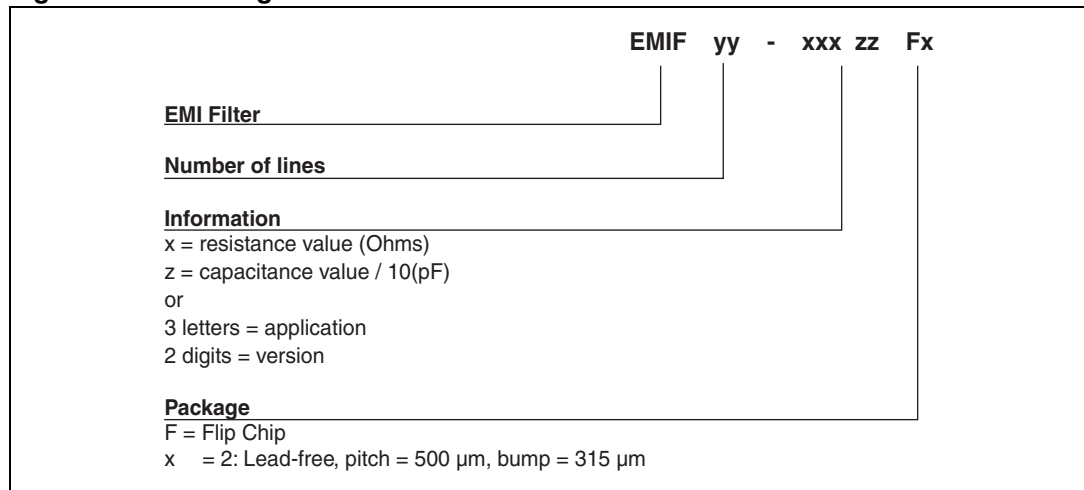 EMIF yy - xxx zz Fx
EMI Filter
Number of lines
Information
x = resistance value (Ohms)
z = capacitance value / 10(pF)
or
3 letters = application
2 digits = version
Package
F = Flip Chip
x = 2: Lead-free, pitch = 500 µm, bump = 315 µm